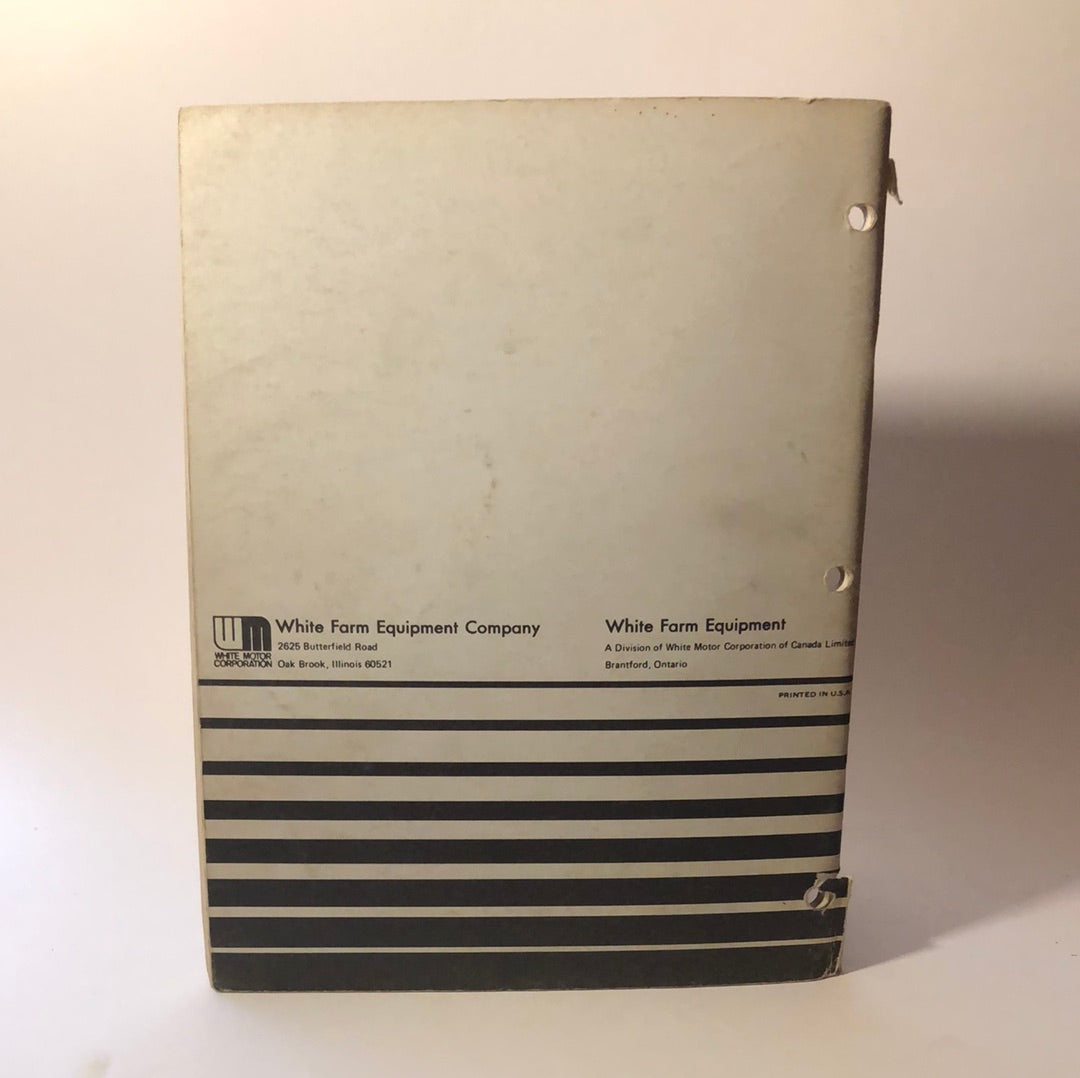 WM
WHITE MOTOR
CORPORATION
White Farm Equipment Company
2625 Butterfield Road
Oak Brook, Illinois 60521
White Farm Equipment
A Division of White Motor Corporation of Canada Limited
Brantford, Ontario
PRINTED IN U.S.A.